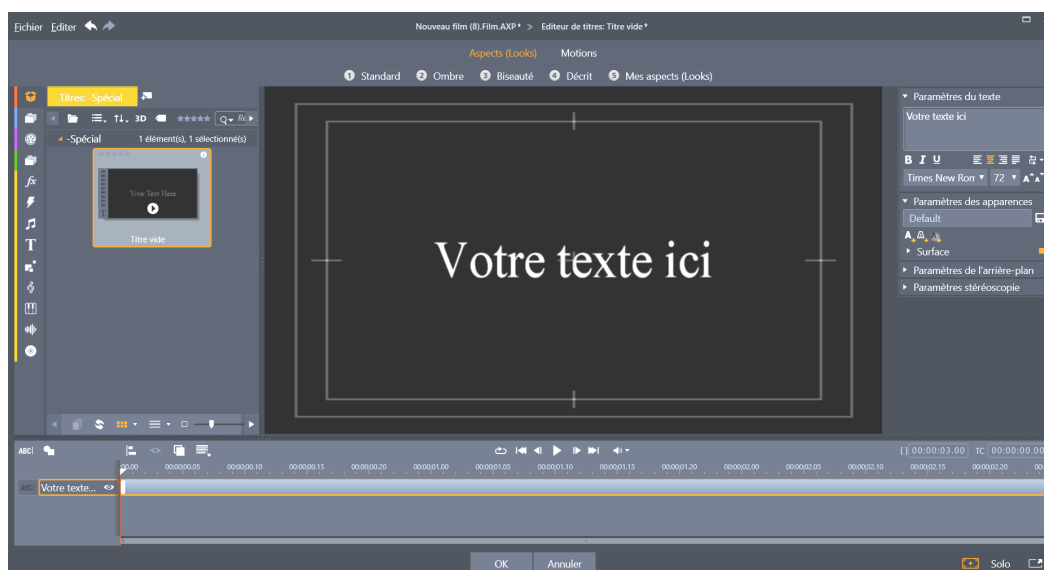 Fichier Editer Nouveau film (8).Film.AXP* > Editeur de titres: Titre vide*
Aspects (Looks) Motions
1 Standard 2 Ombre 3 Biseauté 4 Décrit 5 Mes aspects (Looks)
Titres: -Spécial
3D
-Spécial 1 élément(s), 1 sélectionné(s)
Your Text Here
T
Titre vide
fx
T
Votre texte ici
Paramètres du texte
Votre texte ici
B I U
Times New Ron 72 A A
Paramètres des apparences
Default
Surface
Paramètres de l'arrière-plan
Paramètres stéréoscopie
ABC [] 00:00:03.00 TC 00:00:00.00
00:00 00:00:00.05 00:00:00.10 00:00:00.15 00:00:00.20 00:00:01.00 00:00:01.05 00:00:01.10 00:00:01.15 00:00:01.20 00:00:02.00 00:00:02.05 00:00:02.10 00:00:02.15 00:00:02.20
ABC Votre texte...
OK Annuler Solo